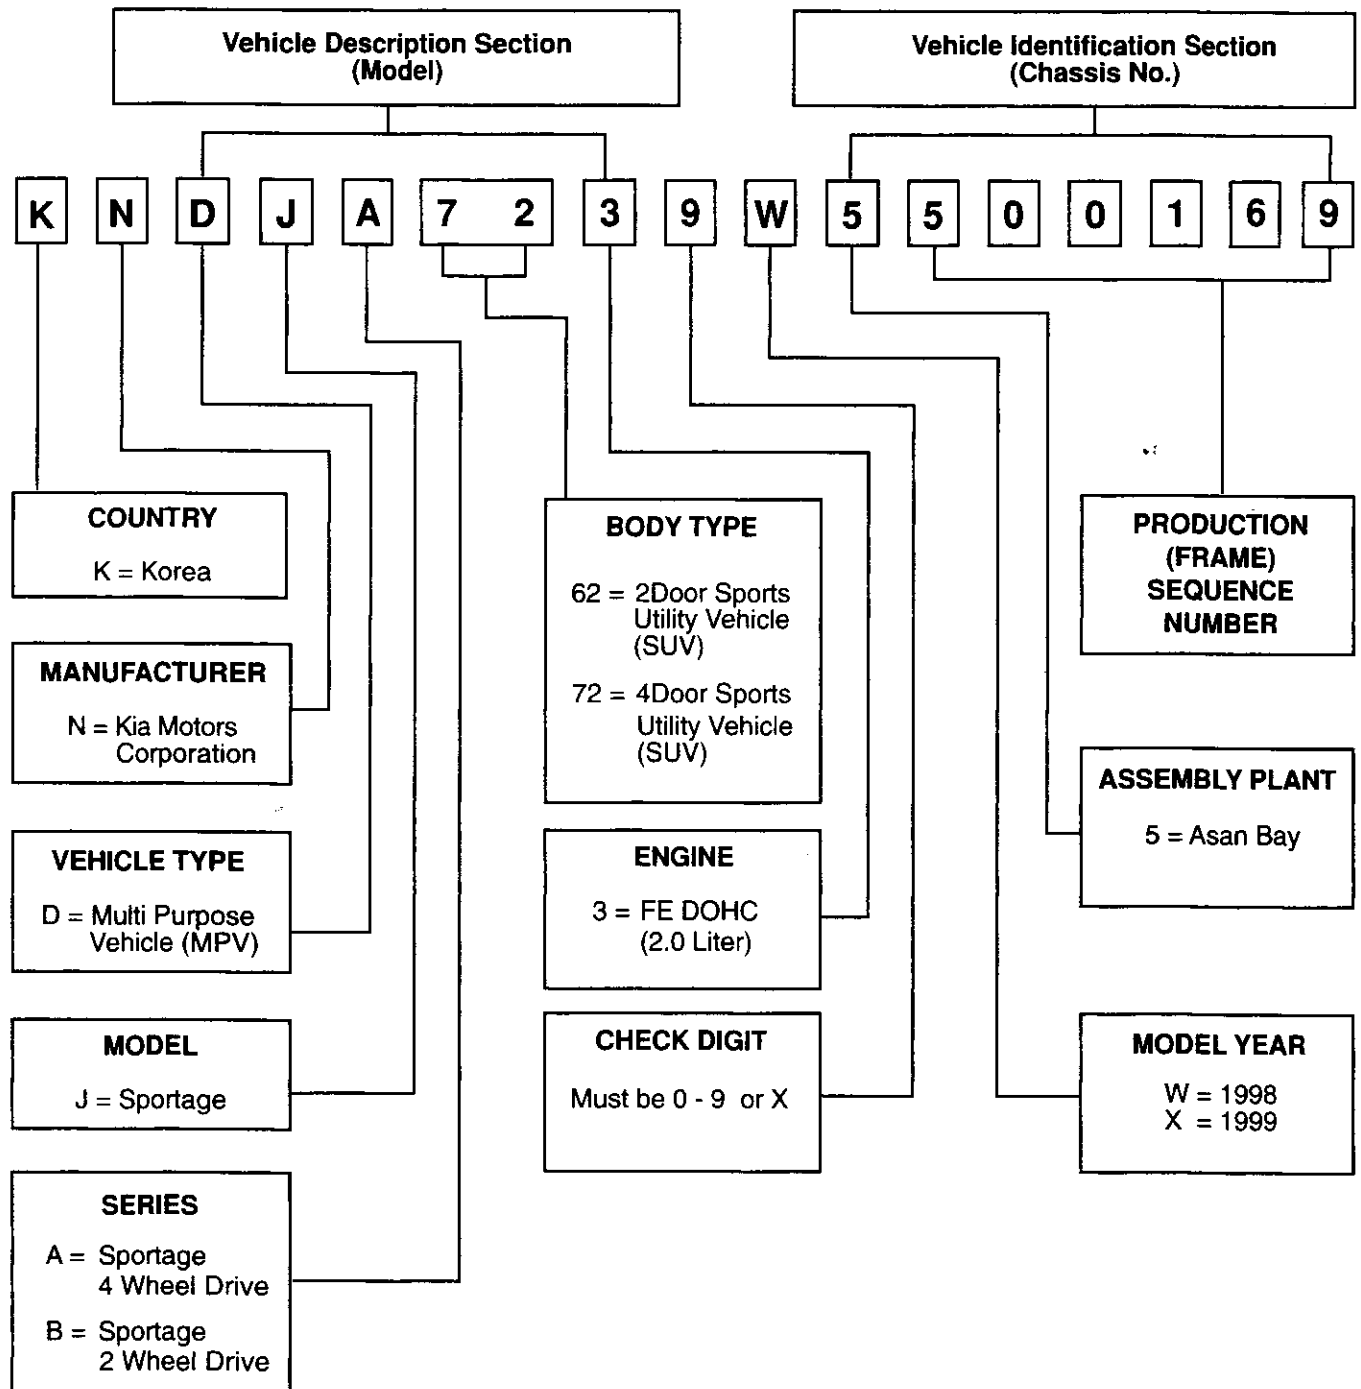 Vehicle Description Section
(Model)
Vehicle Identification Section
(Chassis No.)
K N D J A 7 2 3 9 W 5 5 0 0 1 6 9
COUNTRY
K = Korea
MANUFACTURER
N = Kia Motors
Corporation
VEHICLE TYPE
D = Multi Purpose
Vehicle (MPV)
MODEL
J = Sportage
SERIES
A = Sportage
4 Wheel Drive
B = Sportage
2 Wheel Drive
BODY TYPE
62 = 2Door Sports
Utility Vehicle
(SUV)
72 = 4Door Sports
Utility Vehicle
(SUV)
ENGINE
3 = FE DOHC
(2.0 Liter)
CHECK DIGIT
Must be 0 - 9 or X
PRODUCTION
(FRAME)
SEQUENCE
NUMBER
ASSEMBLY PLANT
5 = Asan Bay
MODEL YEAR
W = 1998
X = 1999